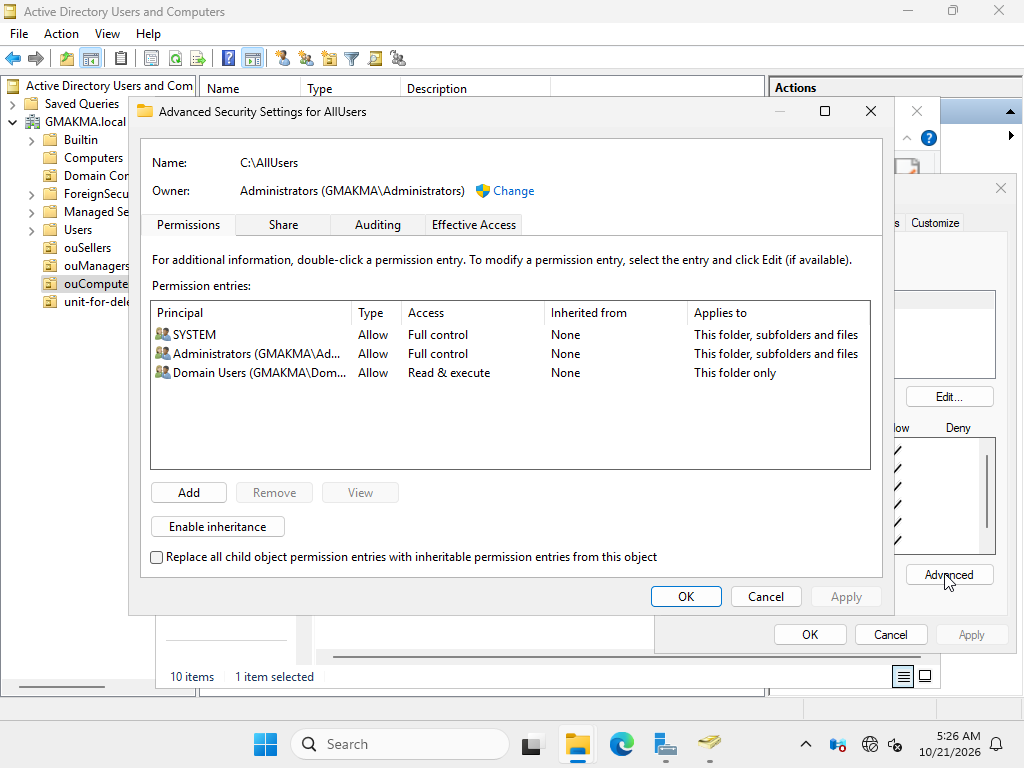 Active Directory Users and Computers
File Action View Help
Active Directory Users and Com
Name Type Description
Actions
Saved Queries
GMAKMA.local
Builtin
Computers
Domain Cor
ForeignSecu
Managed Se
Users
ouSellers
ouManagers
ouCompute
unit-for-dele
Advanced Security Settings for AllUsers
Name: C:\AllUsers
Owner: Administrators (GMAKMA\Administrators) Change
Permissions Share Auditing Effective Access
For additional information, double-click a permission entry. To modify a permission entry, select the entry and click Edit (if available).
Permission entries:
Principal Type Access Inherited from Applies to
SYSTEM Allow Full control None This folder, subfolders and files
Administrators (GMAKMA\Ad... Allow Full control None This folder, subfolders and files
Domain Users (GMAKMA\Dom... Allow Read & execute None This folder only
Add Remove View
Enable inheritance
Replace all child object permission entries with inheritable permission entries from this object
OK Cancel Apply
s Customize
Edit...
low Deny
Advanced
OK Cancel Apply
10 items 1 item selected
Search
5:26 AM
10/21/2026